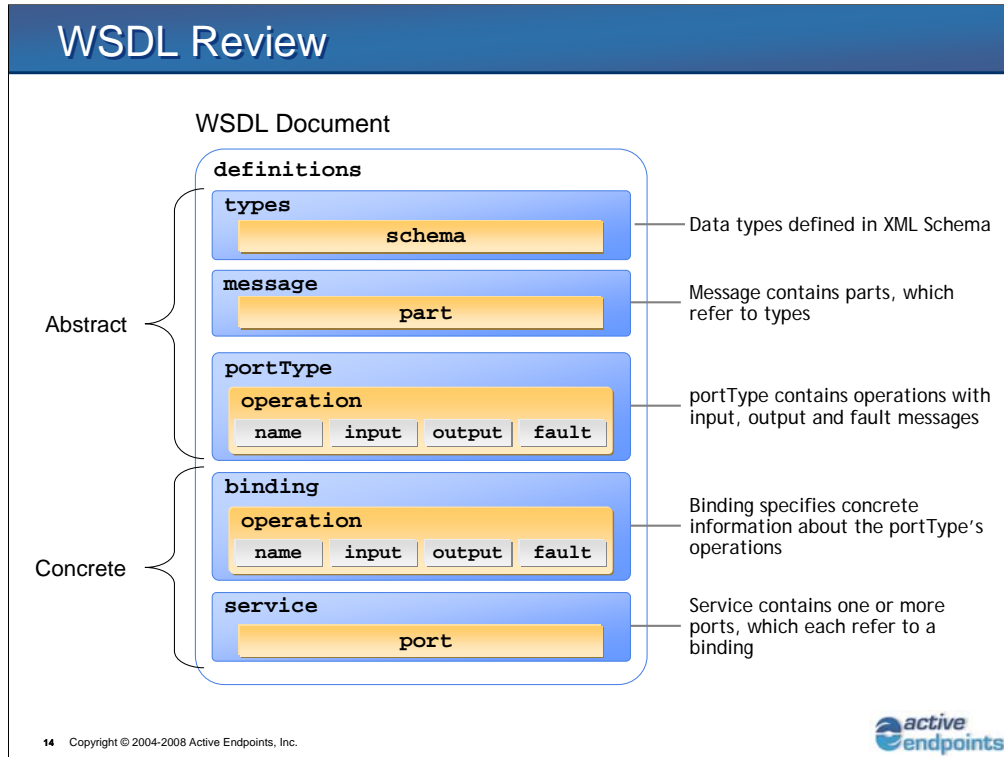 WSDL Review
WSDL Document
definitions
types
schema
Data types defined in XML Schema
message
part
Message contains parts, which
refer to types
Abstract
portType
operation
name input output fault
portType contains operations with
input, output and fault messages
binding
operation
name input output fault
Binding specifies concrete
information about the portType's
operations
Concrete
service
port
Service contains one or more
ports, which each refer to a
binding
14 Copyright © 2004-2008 Active Endpoints, Inc.
active
endpoints